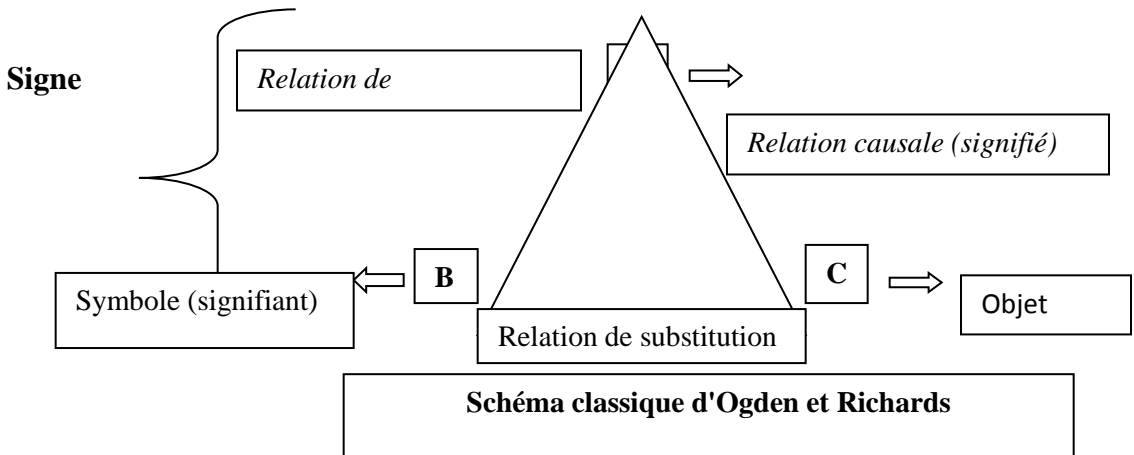 Signe
Relation de
Relation causale (signifié)
B
C
Symbole (signifiant)
Objet
Relation de substitution
Schéma classique d'Ogden et Richards